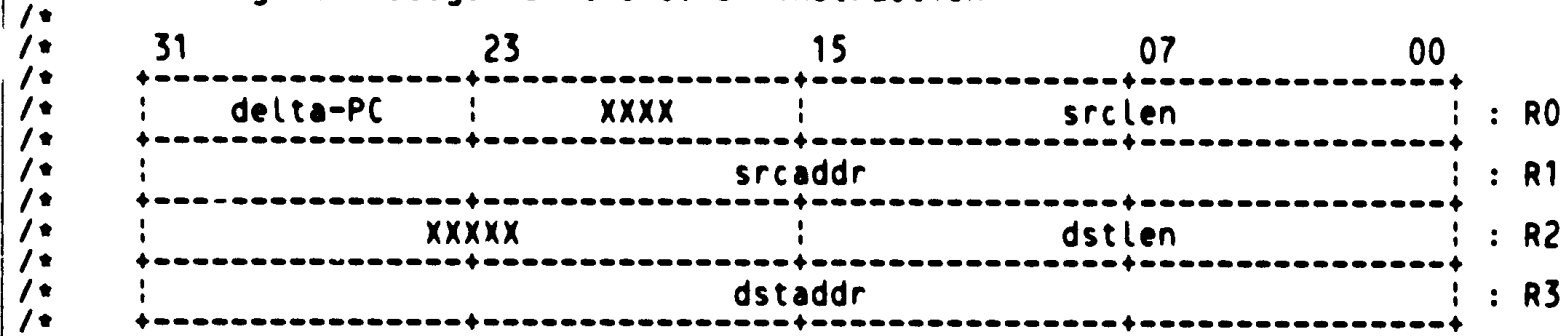 /*
/* 31 23 15 07 00
/* +----------------+---------------+---------------+---------------+
/* | delta-PC | XXXX | srclen | : R0
/* +----------------+---------------+---------------+---------------+
/* | srcaddr | : R1
/* +----------------+---------------+---------------+---------------+
/* | XXXXX | dstlen | : R2
/* +----------------+---------------+---------------+---------------+
/* | dstaddr | : R3
/* +----------------+---------------+---------------+---------------+